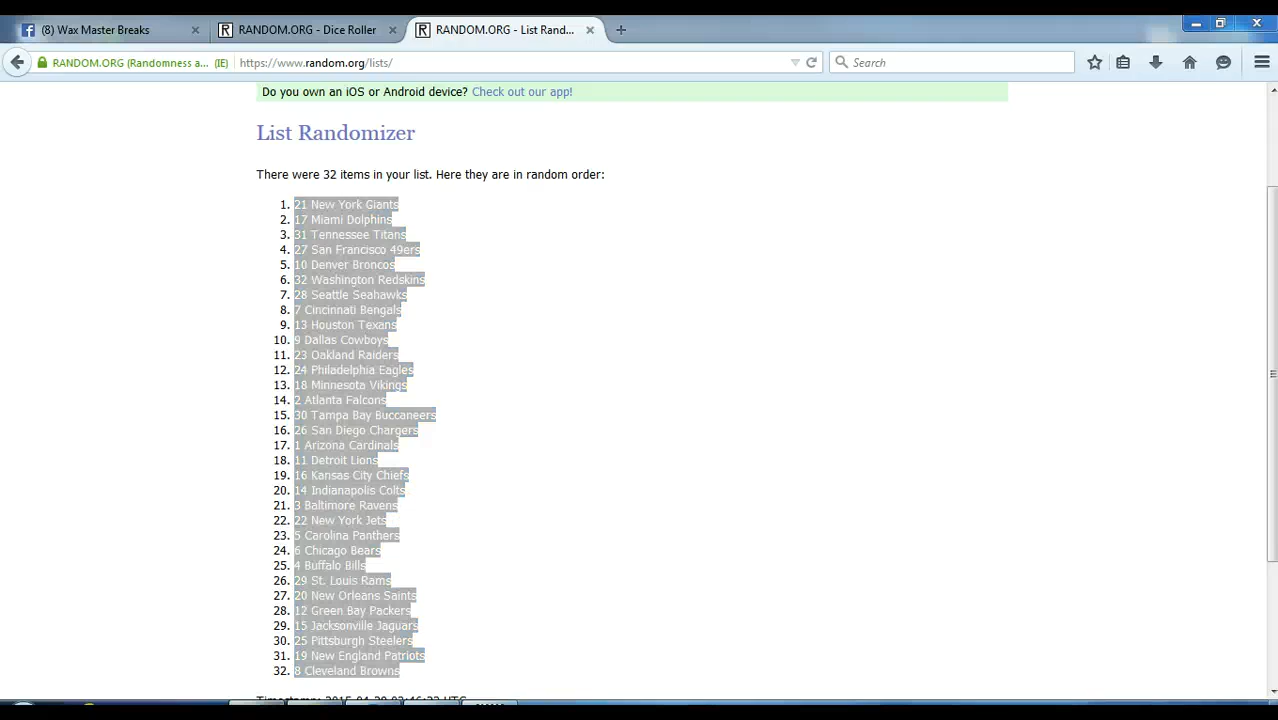 (8) Wax Master Breaks
RANDOM.ORG - Dice Roller
RANDOM.ORG - List Rand...
RANDOM.ORG (Randomness a... (IE)
https://www.random.org/lists/
Search
Do you own an iOS or Android device? Check out our app!
List Randomizer
There were 32 items in your list. Here they are in random order:
1. 21 New York Giants
2. 17 Miami Dolphins
3. 31 Tennessee Titans
4. 27 San Francisco 49ers
5. 10 Denver Broncos
6. 32 Washington Redskins
7. 28 Seattle Seahawks
8. 7 Cincinnati Bengals
9. 13 Houston Texans
10. 9 Dallas Cowboys
11. 23 Oakland Raiders
12. 24 Philadelphia Eagles
13. 18 Minnesota Vikings
14. 2 Atlanta Falcons
15. 30 Tampa Bay Buccaneers
16. 26 San Diego Chargers
17. 1 Arizona Cardinals
18. 11 Detroit Lions
19. 16 Kansas City Chiefs
20. 14 Indianapolis Colts
21. 3 Baltimore Ravens
22. 22 New York Jets
23. 5 Carolina Panthers
24. 6 Chicago Bears
25. 4 Buffalo Bills
26. 29 St. Louis Rams
27. 20 New Orleans Saints
28. 12 Green Bay Packers
29. 15 Jacksonville Jaguars
30. 25 Pittsburgh Steelers
31. 19 New England Patriots
32. 8 Cleveland Browns